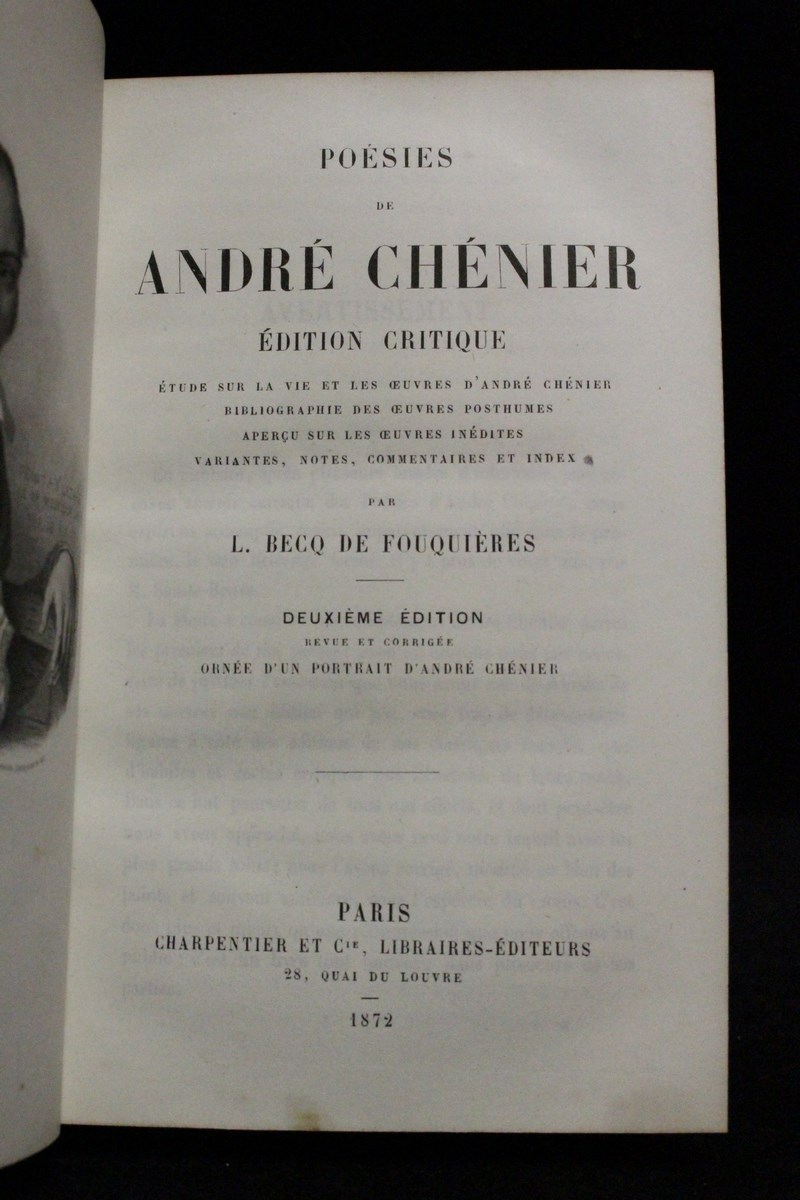 POÉSIES
DE
ANDRÉ CHÉNIER
ÉDITION CRITIQUE
ÉTUDE SUR LA VIE ET LES ŒUVRES D'ANDRÉ CHÉNIER
BIBLIOGRAPHIE DES ŒUVRES POSTHUMES
APERÇU SUR LES ŒUVRES INÉDITES
VARIANTES, NOTES, COMMENTAIRES ET INDEX
PAR
L. BECQ DE FOUQUIÈRES
DEUXIÈME ÉDITION
REVUE ET CORRIGÉE
ORNÉE D'UN PORTRAIT D'ANDRÉ CHÉNIER
PARIS
CHARPENTIER ET Cie, LIBRAIRES-ÉDITEURS
28, QUAI DU LOUVRE
1872